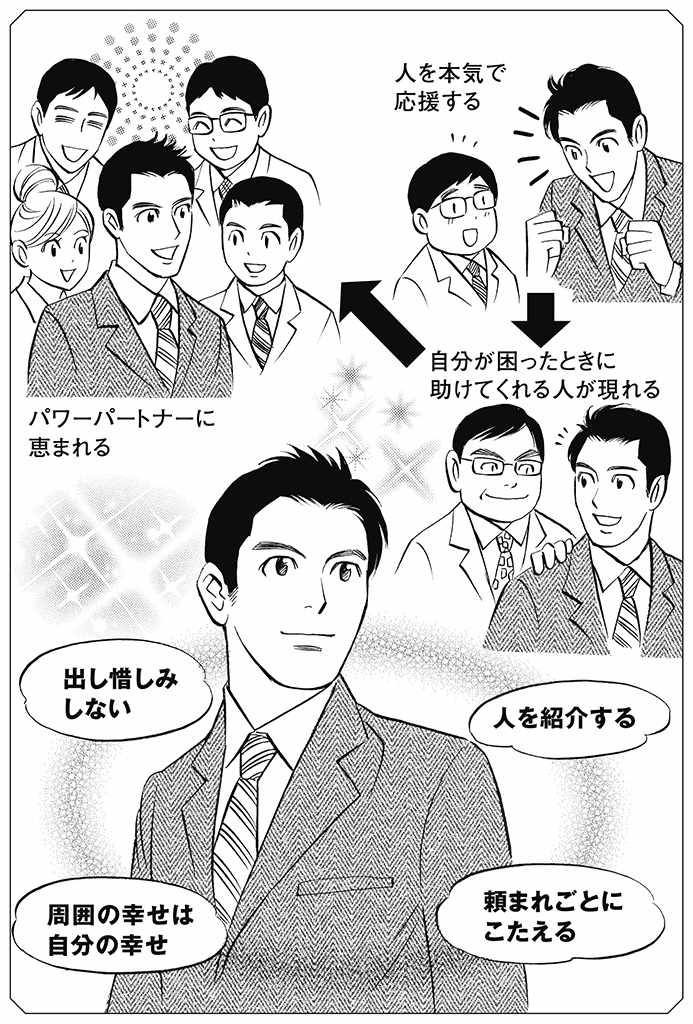 人を本気で
応援する
自分が困ったときに
助けてくれる人が現れる
パワーパートナーに
恵まれる
出し惜しみ
しない
人を紹介する
周囲の幸せは
自分の幸せ
頼まれごとに
こたえる